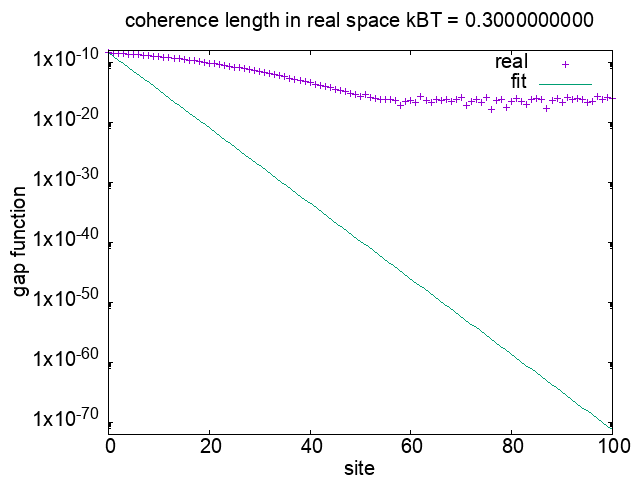 coherence length in real space kBT = 0.3000000000
real
fit
1x10^-10
1x10^-20
1x10^-30
1x10^-40
1x10^-50
1x10^-60
1x10^-70
gap function
0 20 40 60 80 100
site